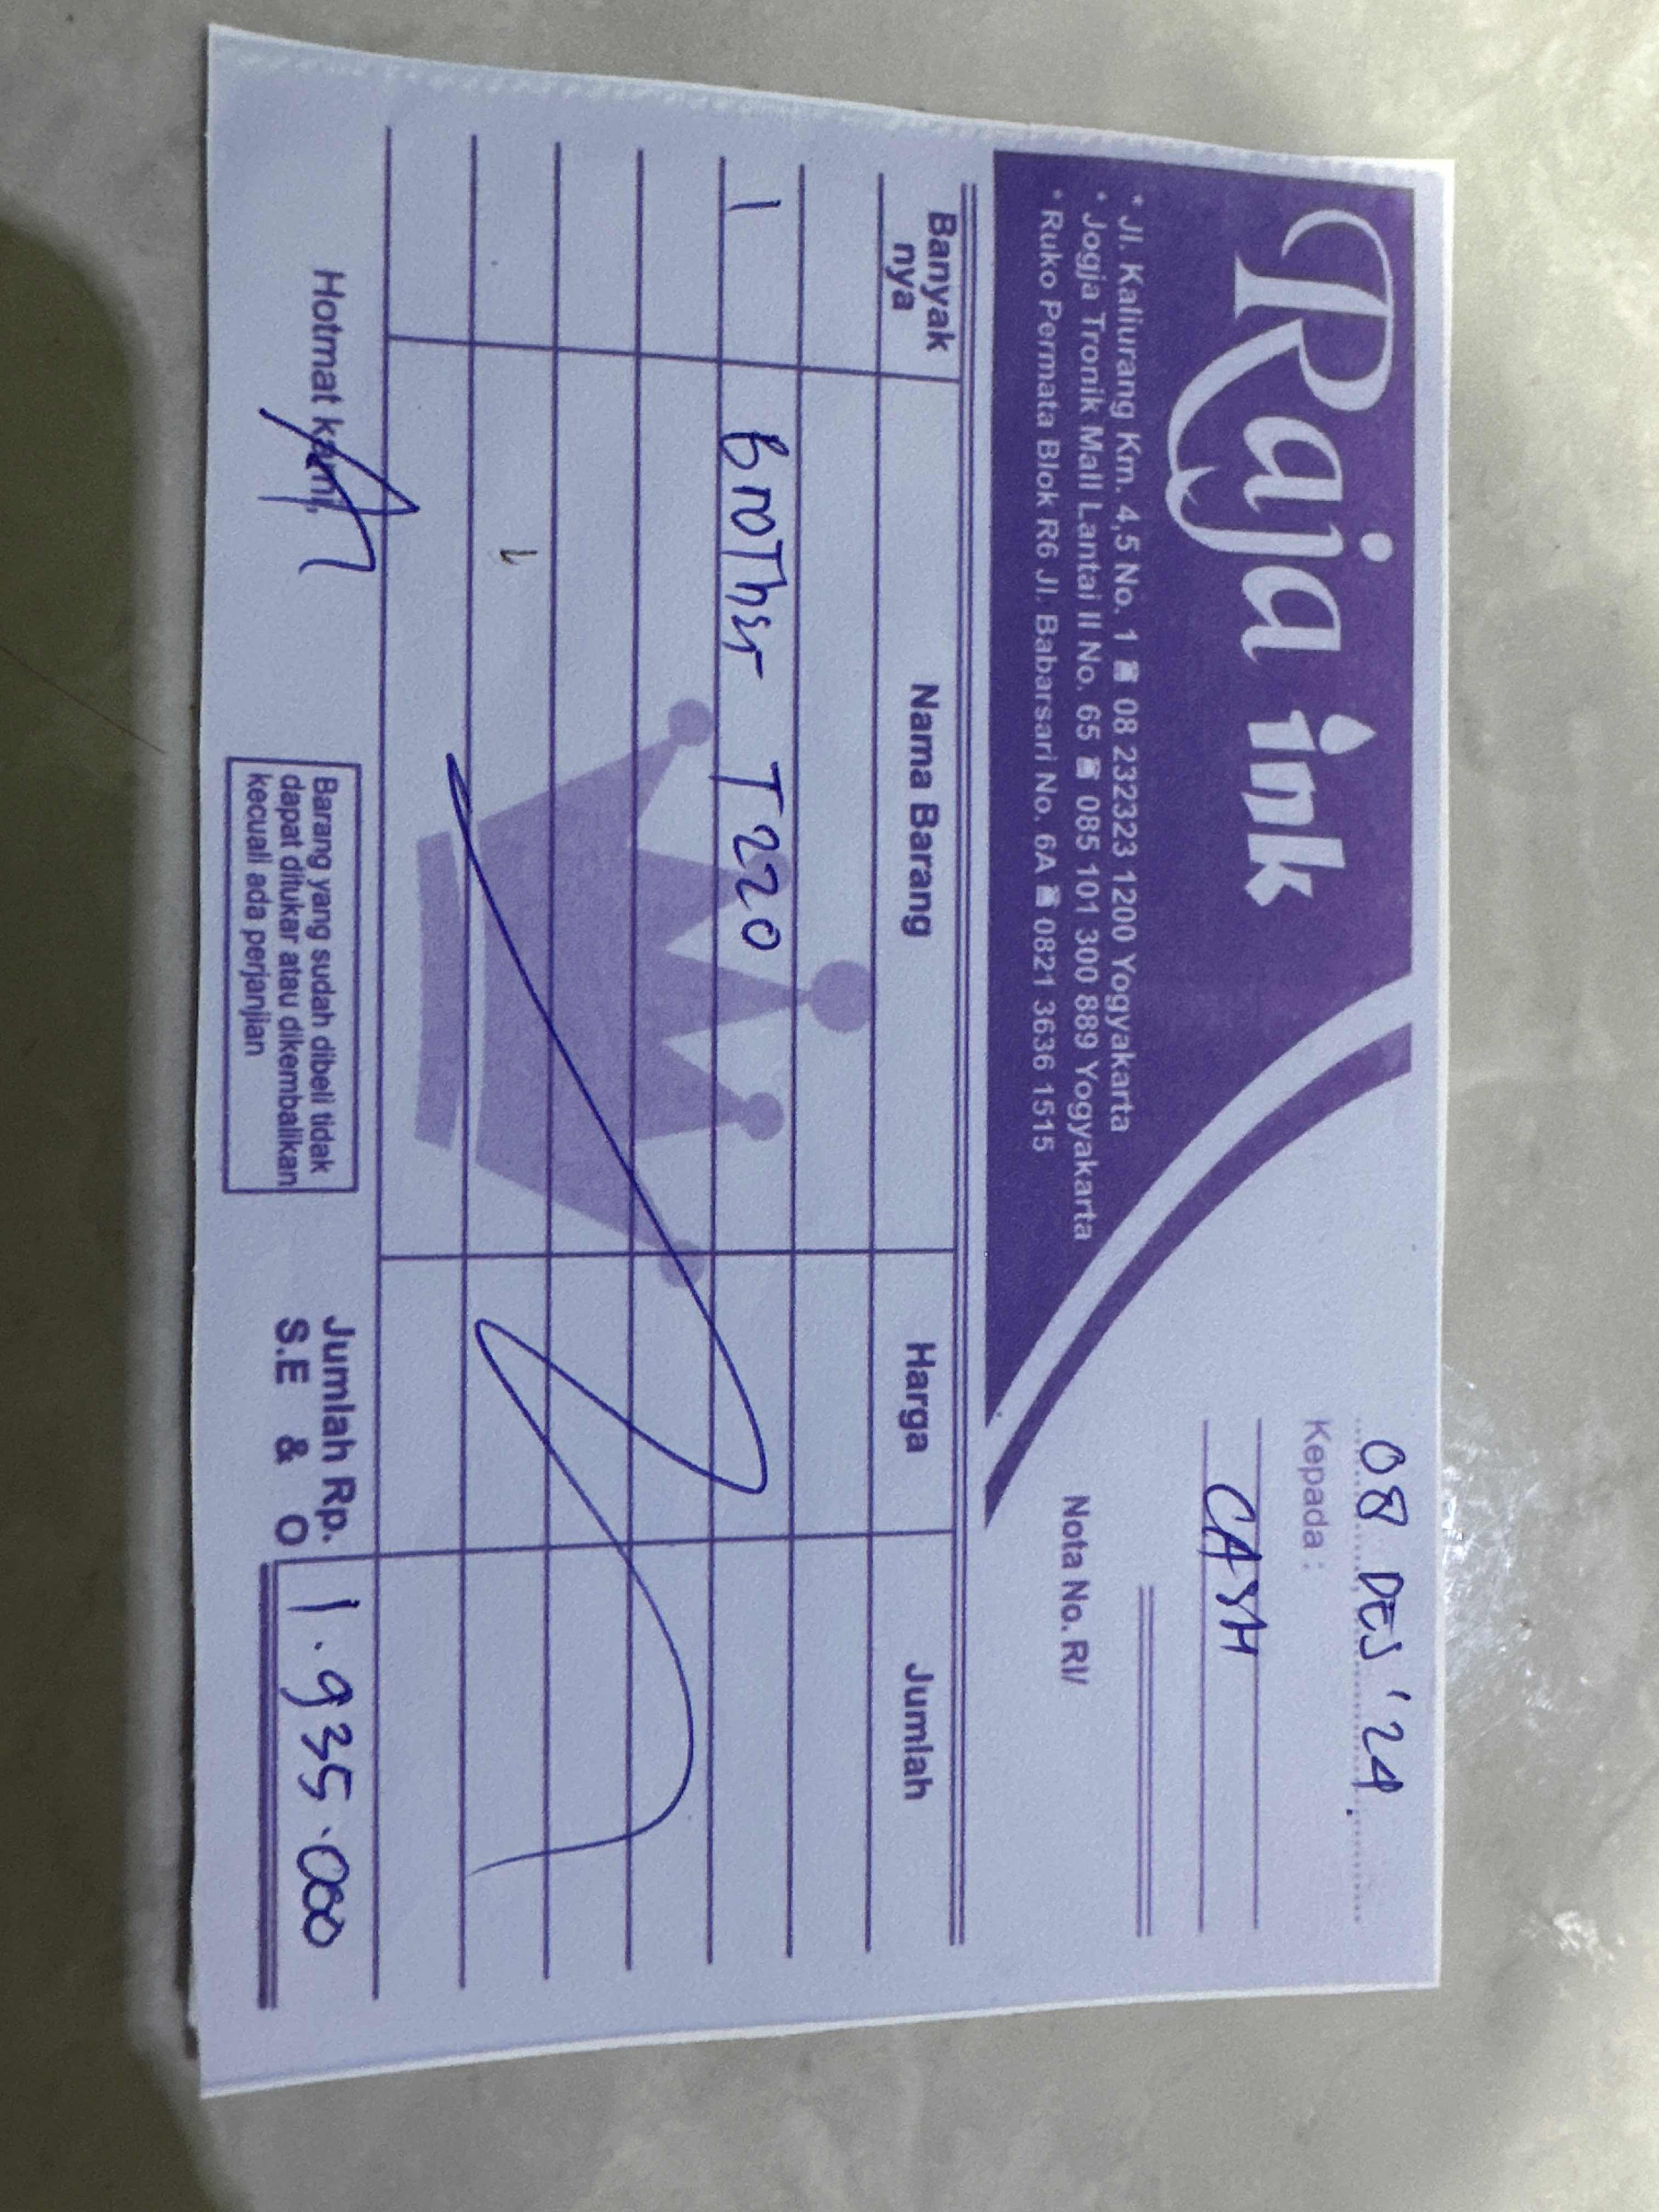 Raja ink
* Jl. Kaliurang Km. 4,5 No. 1 ☎ 08 232323 1200 Yogyakarta
* Jogja Tronik Mall Lantai II No. 65 ☎ 085 101 300 889 Yogyakarta
* Ruko Permata Blok R6 Jl. Babarsari No. 6A ☎ 0821 3636 1515
08 DES '24
Kepada :
CASH
Nota No. RI/
Banyak nya Nama Barang Harga Jumlah
1 Brother T220
Hotmat kami,
Barang yang sudah dibeli tidak
dapat ditukar atau dikembalikan
kecuali ada perjanjian
Jumlah Rp. 1.935.000
S.E & O